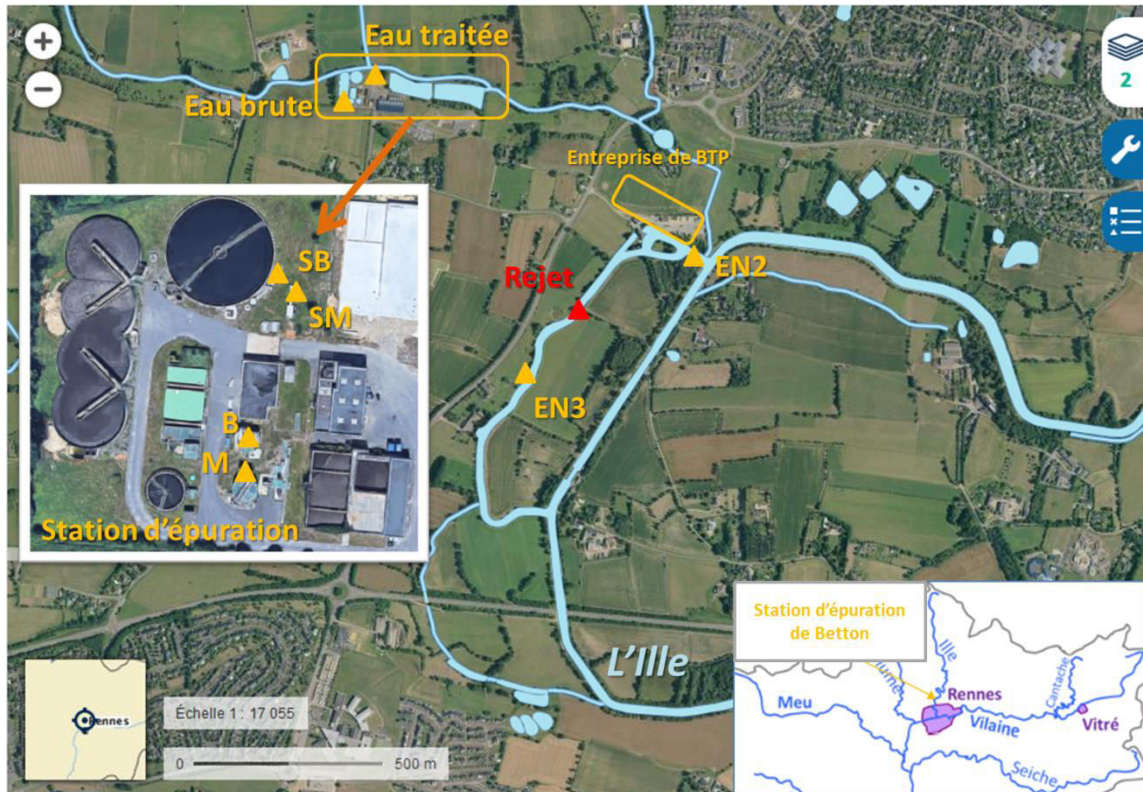 +
−
Eau traitée
Eau brute
2
Entreprise de BTP
SB
SM
EN2
Rejet
EN3
B
M
Station d'épuration
L'Ille
Station d'épuration
de Betton
Ille
Cantache
Rennes
Meu
Vilaine
Vitré
Seiche
Rennes
Échelle 1 : 17 055
0
500 m